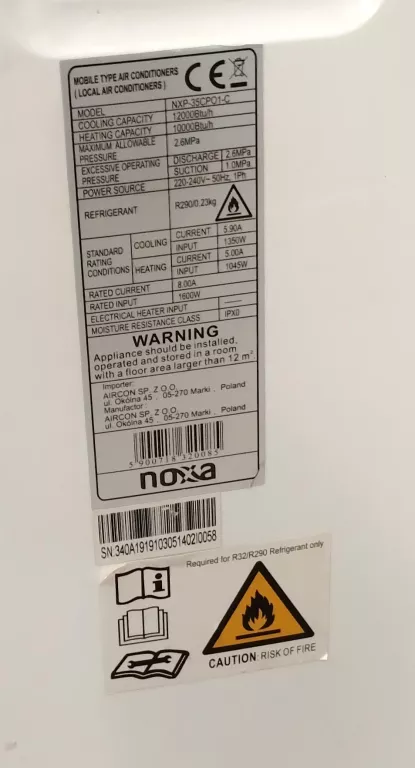 MOBILE TYPE AIR CONDITIONERS
( LOCAL AIR CONDITIONERS )
CE
MODEL NXP-35CPO1-C
COOLING CAPACITY 12000Btu/h
HEATING CAPACITY 10000Btu/h
MAXIMUM ALLOWABLE PRESSURE 2.6MPa
EXCESSIVE OPERATING PRESSURE DISCHARGE 2.6MPa
SUCTION 1.0MPa
POWER SOURCE 220-240V~ 50Hz, 1Ph
REFRIGERANT R290/0.23kg
STANDARD RATING CONDITIONS COOLING CURRENT 5.90A
INPUT 1350W
HEATING CURRENT 5.00A
INPUT 1045W
RATED CURRENT 8.00A
RATED INPUT 1600W
ELECTRICAL HEATER INPUT ——
MOISTURE RESISTANCE CLASS IPX0
WARNING
Appliance should be installed,
operated and stored in a room
with a floor area larger than 12 m²
Importer:
AIRCON SP. Z O.O.
ul. Okólna 45 , 05-270 Marki , Poland
Manufactor :
AIRCON SP. Z O.O.
ul. Okólna 45 , 05-270 Marki , Poland
5 900718 320085
noxa
SN:340A1919103051402I0058
Required for R32/R290 Refrigerant only
i
CAUTION: RISK OF FIRE